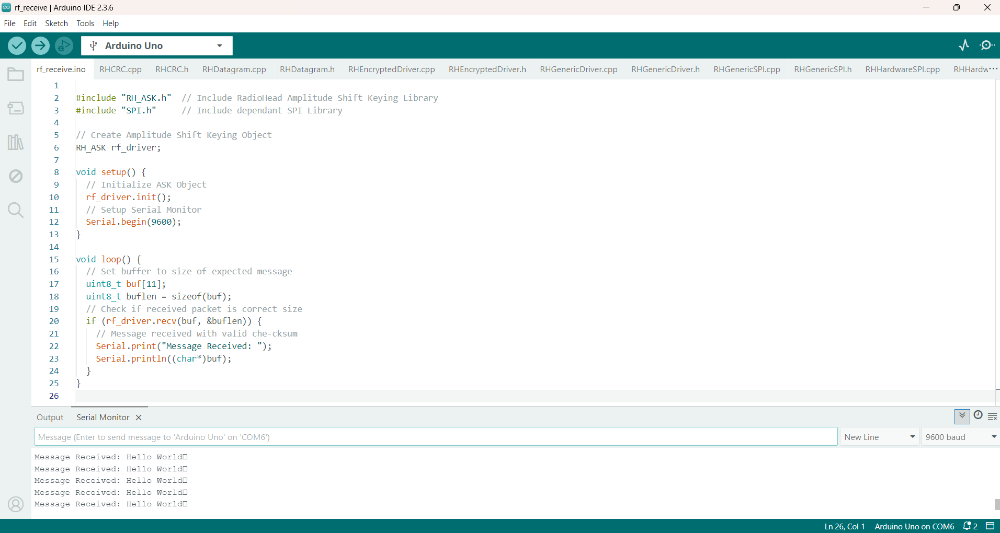 rf_receive | Arduino IDE 2.3.6
File Edit Sketch Tools Help
Arduino Uno
rf_receive.ino RHCRC.cpp RHCRC.h RHDatagram.cpp RHDatagram.h RHEncryptedDriver.cpp RHEncryptedDriver.h RHGenericDriver.cpp RHGenericDriver.h RHGenericSPI.cpp RHGenericSPI.h RHHardwareSPI.cpp RHHardw...
1
2 #include "RH_ASK.h" // Include RadioHead Amplitude Shift Keying Library
3 #include "SPI.h" // Include dependant SPI Library
4
5 // Create Amplitude Shift Keying Object
6 RH_ASK rf_driver;
7
8 void setup() {
9 // Initialize ASK Object
10 rf_driver.init();
11 // Setup Serial Monitor
12 Serial.begin(9600);
13 }
14
15 void loop() {
16 // Set buffer to size of expected message
17 uint8_t buf[11];
18 uint8_t buflen = sizeof(buf);
19 // Check if received packet is correct size
20 if (rf_driver.recv(buf, &buflen)) {
21 // Message received with valid che-cksum
22 Serial.print("Message Received: ");
23 Serial.println((char*)buf);
24 }
25 }
26
Output Serial Monitor
Message (Enter to send message to 'Arduino Uno' on 'COM6') New Line 9600 baud
Message Received: Hello World□
Message Received: Hello World□
Message Received: Hello World□
Message Received: Hello World□
Message Received: Hello World□
Ln 26, Col 1 Arduino Uno on COM6 2